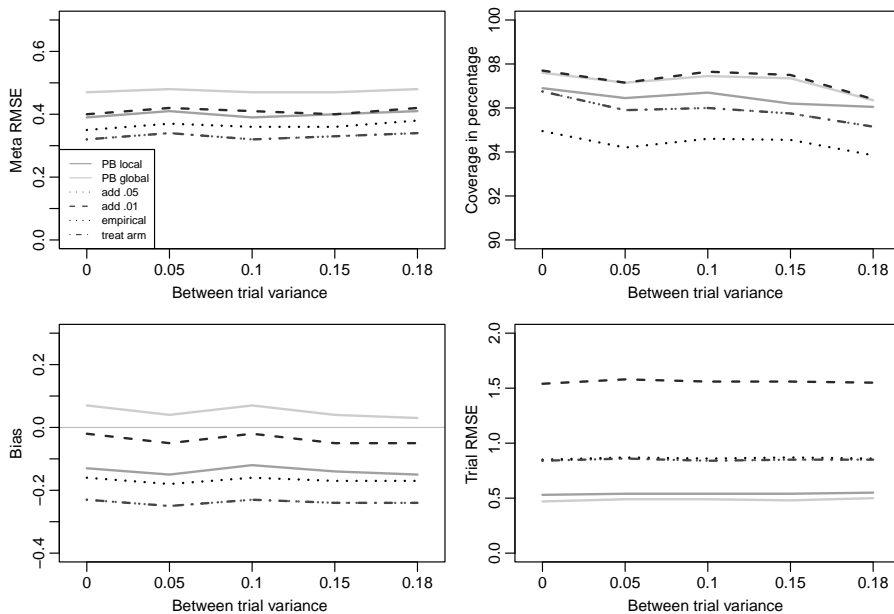 Meta RMSE
0.6
0.4
0.2
0.0
PB local
PB global
add .05
add .01
empirical
treat arm
0 0.05 0.1 0.15 0.18
Between trial variance
Coverage in percentage
100
98
96
94
92
90
0 0.05 0.1 0.15 0.18
Between trial variance
Bias
0.2
0.0
−0.2
−0.4
0 0.05 0.1 0.15 0.18
Between trial variance
Trial RMSE
2.0
1.5
1.0
0.5
0.0
0 0.05 0.1 0.15 0.18
Between trial variance